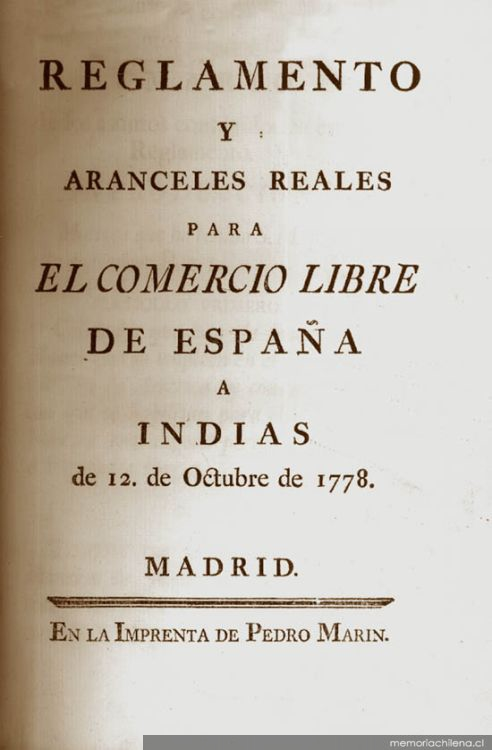 REGLAMENTO
Y
ARANCELES REALES
PARA
EL COMERCIO LIBRE
DE ESPAÑA
A
INDIAS
de 12. de Octubre de 1778.
MADRID.
EN LA IMPRENTA DE PEDRO MARIN.
memoriachilena.cl